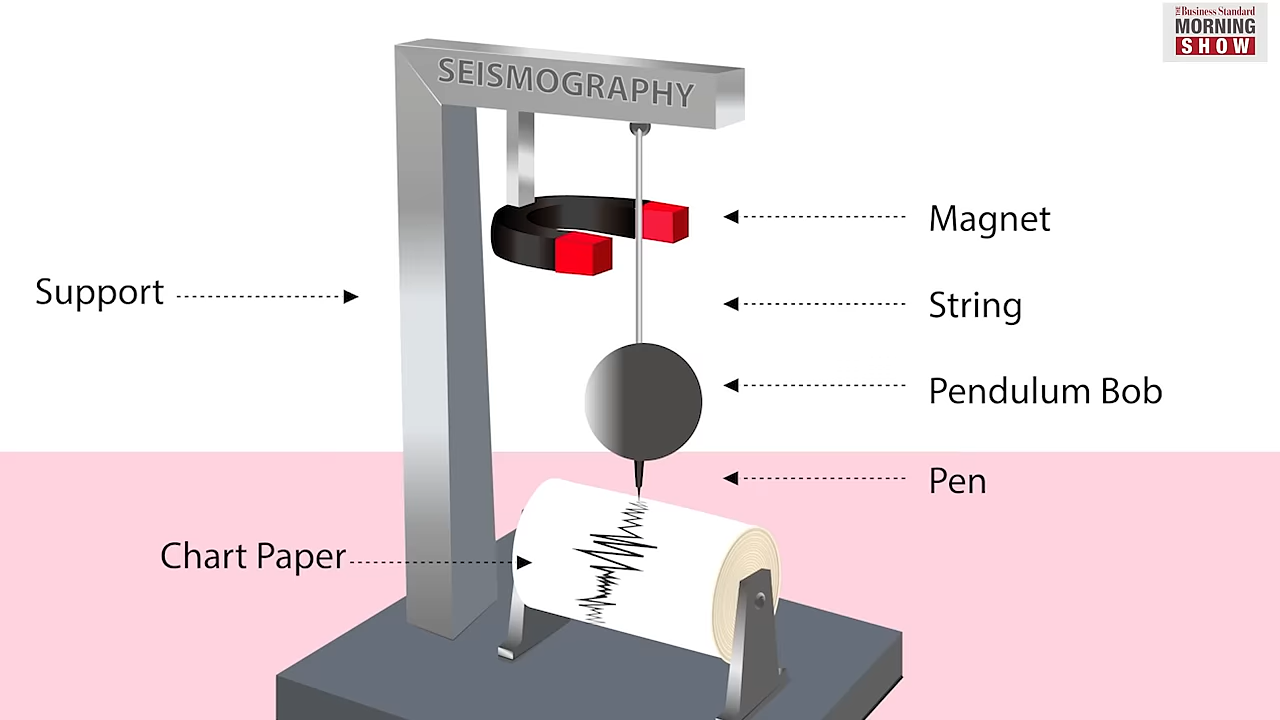 THE Business Standard
MORNING
SHOW
SEISMOGRAPHY
Magnet
Support
String
Pendulum Bob
Pen
Chart Paper